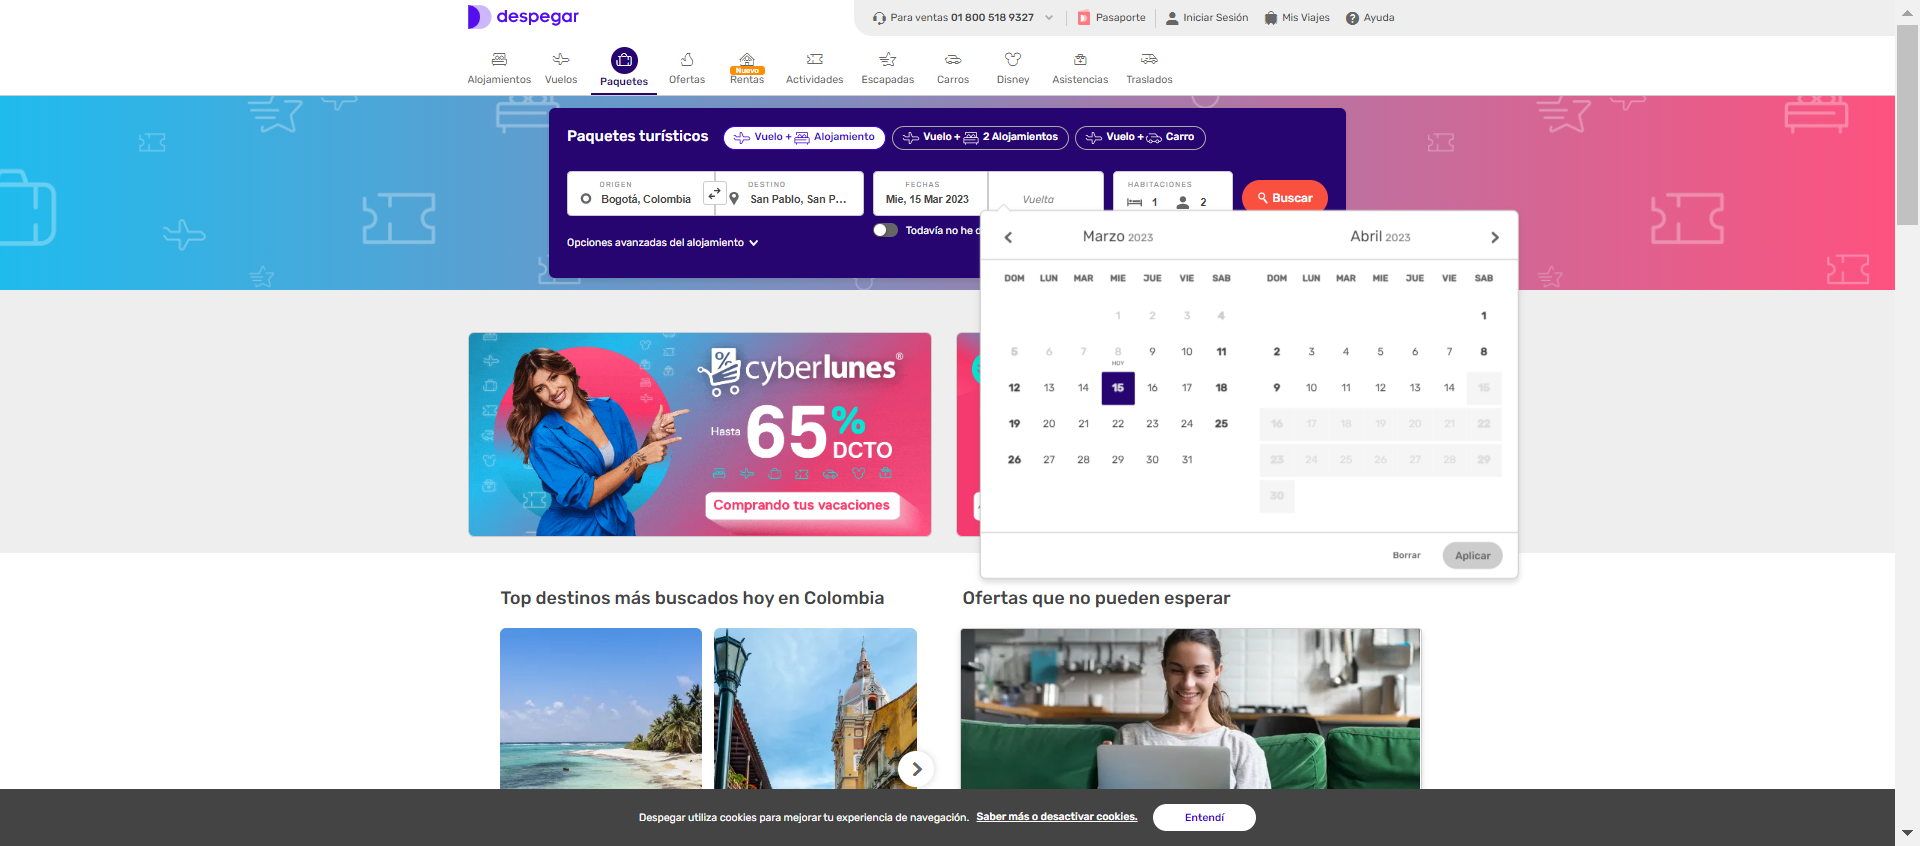 despegar
Para ventas 01 800 518 9327
Pasaporte
Iniciar Sesión
Mis Viajes
Ayuda
Alojamientos
Vuelos
Paquetes
Ofertas
Nuevo
Rentas
Actividades
Escapadas
Carros
Disney
Asistencias
Traslados
Paquetes turísticos
Vuelo + Alojamiento
Vuelo + 2 Alojamientos
Vuelo + Carro
ORIGEN
Bogotá, Colombia
DESTINO
San Pablo, San P...
FECHAS
Mie, 15 Mar 2023
Vuelta
HABITACIONES
1
2
Buscar
Todavía no he d
Opciones avanzadas del alojamiento
Marzo 2023
DOM LUN MAR MIE JUE VIE SAB
1 2 3 4
5 6 7 8 9 10 11
HOY
12 13 14 15 16 17 18
19 20 21 22 23 24 25
26 27 28 29 30 31
Abril 2023
DOM LUN MAR MIE JUE VIE SAB
1
2 3 4 5 6 7 8
9 10 11 12 13 14 15
16 17 18 19 20 21 22
23 24 25 26 27 28 29
30
Borrar
Aplicar
% cyberlunes®
Hasta 65% DCTO
Comprando tus vacaciones
Top destinos más buscados hoy en Colombia
Ofertas que no pueden esperar
Despegar utiliza cookies para mejorar tu experiencia de navegación. Saber más o desactivar cookies.
Entendí